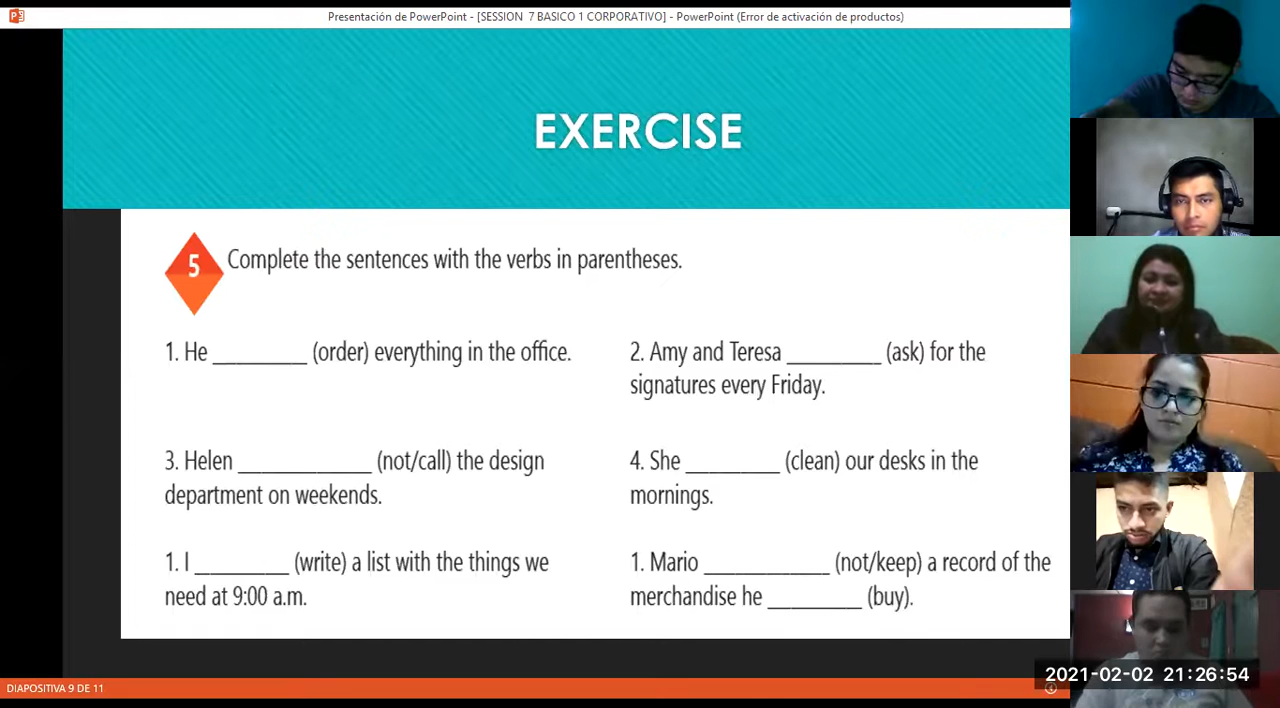 Presentación de PowerPoint - [SESSION 7 BASICO 1 CORPORATIVO] - PowerPoint (Error de activación de productos)
EXERCISE
5 Complete the sentences with the verbs in parentheses.
1. He ________ (order) everything in the office.
2. Amy and Teresa ________ (ask) for the
signatures every Friday.
3. Helen ___________ (not/call) the design
department on weekends.
4. She ________ (clean) our desks in the
mornings.
1. I ________ (write) a list with the things we
need at 9:00 a.m.
1. Mario ___________ (not/keep) a record of the
merchandise he ________ (buy).
2021-02-02 21:26:54
DIAPOSITIVA 9 DE 11